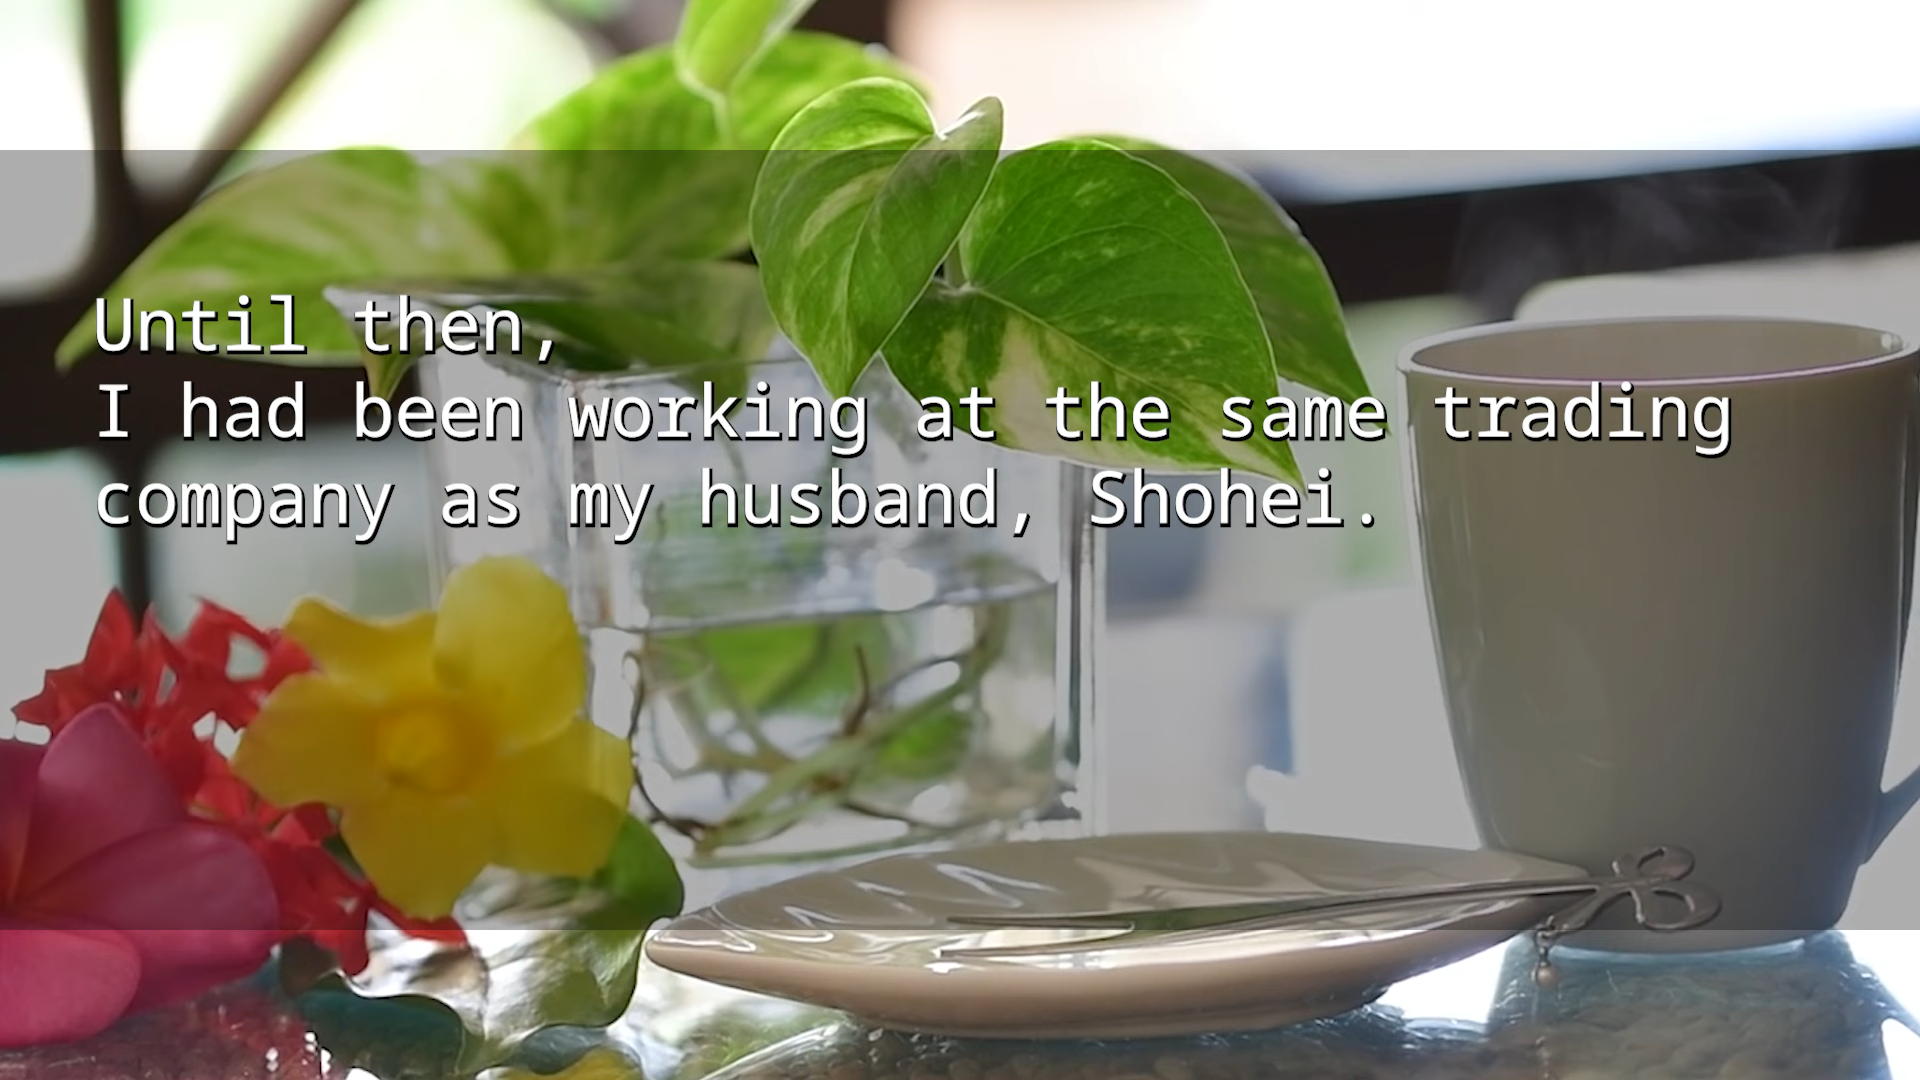 Until then,
I had been working at the same trading
company as my husband, Shohei.